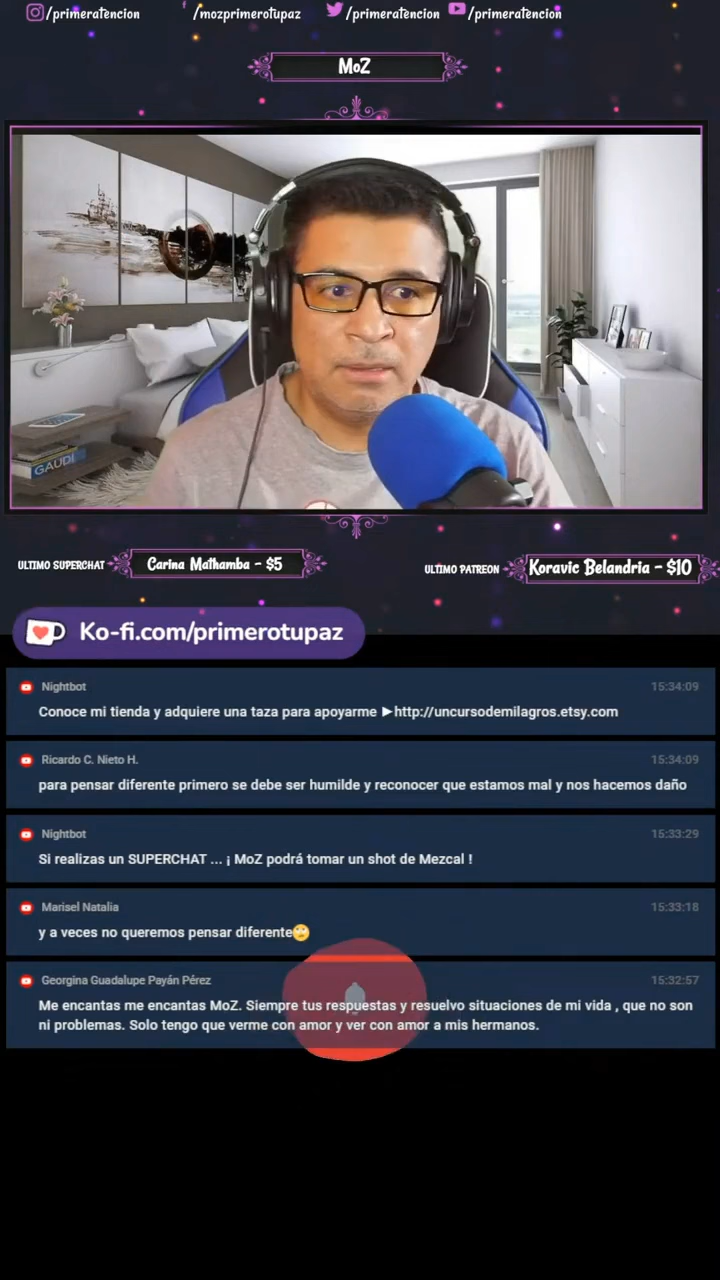 /primeratencion /mozprimerotupaz /primeratencion /primeratencion
MoZ
GAUDÍ
ULTIMO SUPERCHAT Carina Mathamba - $5
ULTIMO PATREON Koravic Belandria - $10
Ko-fi.com/primerotupaz
Nightbot 15:34:09
Conoce mi tienda y adquiere una taza para apoyarme ▶http://uncursodemilagros.etsy.com
Ricardo C. Nieto H. 15:34:09
para pensar diferente primero se debe ser humilde y reconocer que estamos mal y nos hacemos daño
Nightbot 15:33:29
Si realizas un SUPERCHAT ... ¡ MoZ podrá tomar un shot de Mezcal !
Marisel Natalia 15:33:18
y a veces no queremos pensar diferente🙄
Georgina Guadalupe Payán Pérez 15:32:57
Me encantas me encantas MoZ. Siempre tus respuestas y resuelvo situaciones de mi vida , que no son
ni problemas. Solo tengo que verme con amor y ver con amor a mis hermanos.